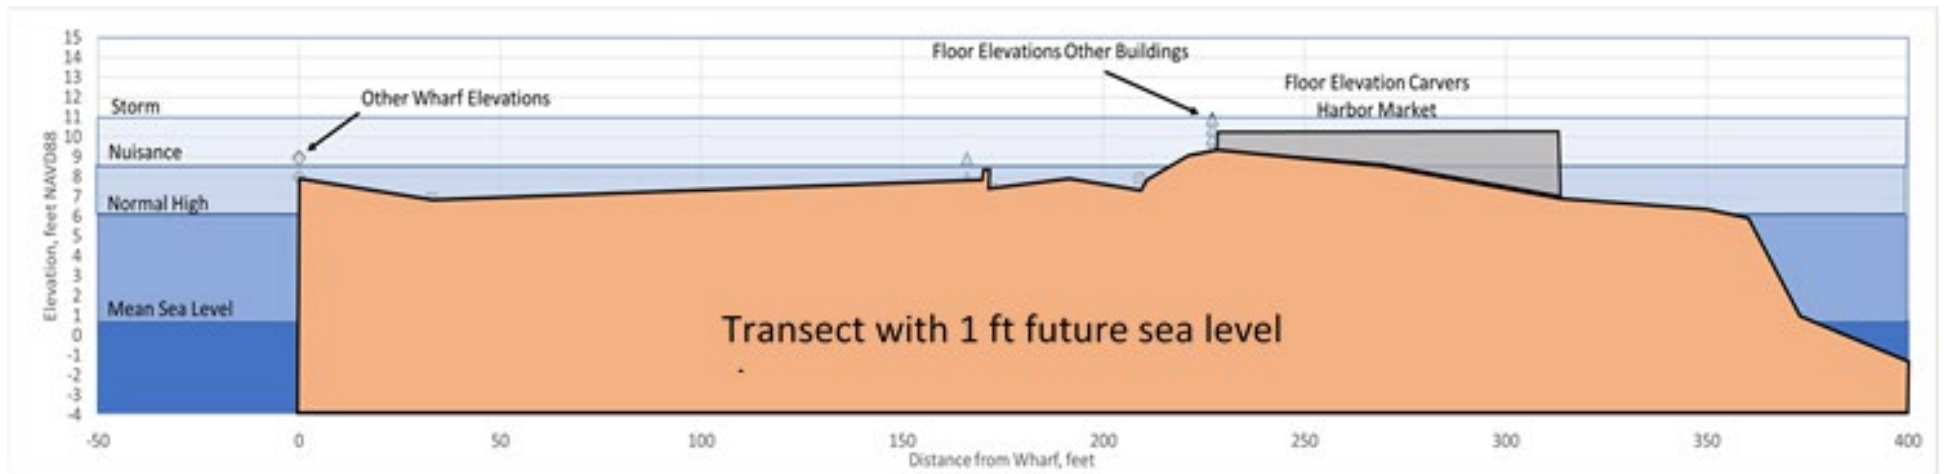 15
14
13
12
11
10
9
8
7
6
5
4
3
2
1
0
-1
-2
-3
-4
Elevation, feet NAVD88
Storm
Nuisance
Normal High
Mean Sea Level
Other Wharf Elevations
Floor Elevations Other Buildings
Floor Elevation Carvers
Harbor Market
Transect with 1 ft future sea level
-50 0 50 100 150 200 250 300 350 400
Distance from Wharf, feet